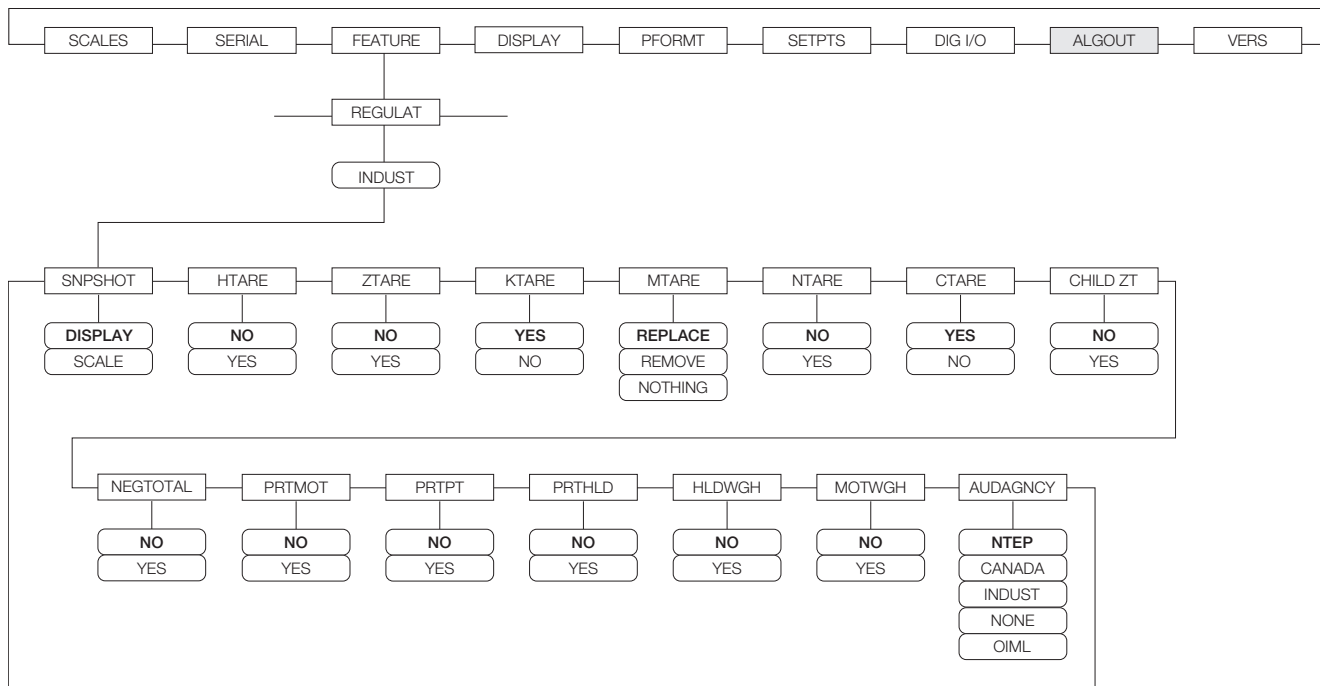 SCALES SERIAL FEATURE DISPLAY PFORMT SETPTS DIG I/O ALGOUT VERS
REGULAT
INDUST
SNPSHOT HTARE ZTARE KTARE MTARE NTARE CTARE CHILD ZT
DISPLAY NO NO YES REPLACE NO YES NO
SCALE YES YES NO REMOVE YES NO YES
NOTHING
NEGTOTAL PRTMOT PRTPT PRTHLD HLDWGH MOTWGH AUDAGNCY
NO NO NO NO NO NO NTEP
YES YES YES YES YES YES CANADA
INDUST
NONE
OIML